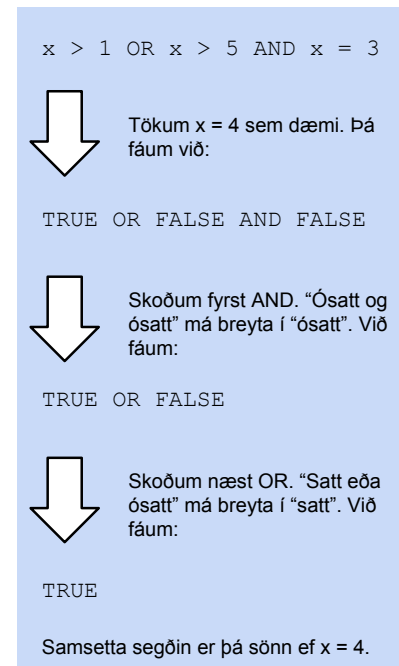 x > 1 OR x > 5 AND x = 3
Tökum x = 4 sem dæmi. Þá
fáum við:
TRUE OR FALSE AND FALSE
Skoðum fyrst AND. “Ósatt og
ósatt” má breyta í “ósatt”. Við
fáum:
TRUE OR FALSE
Skoðum næst OR. “Satt eða
ósatt” má breyta í “satt”. Við
fáum:
TRUE
Samsetta segðin er þá sönn ef x = 4.